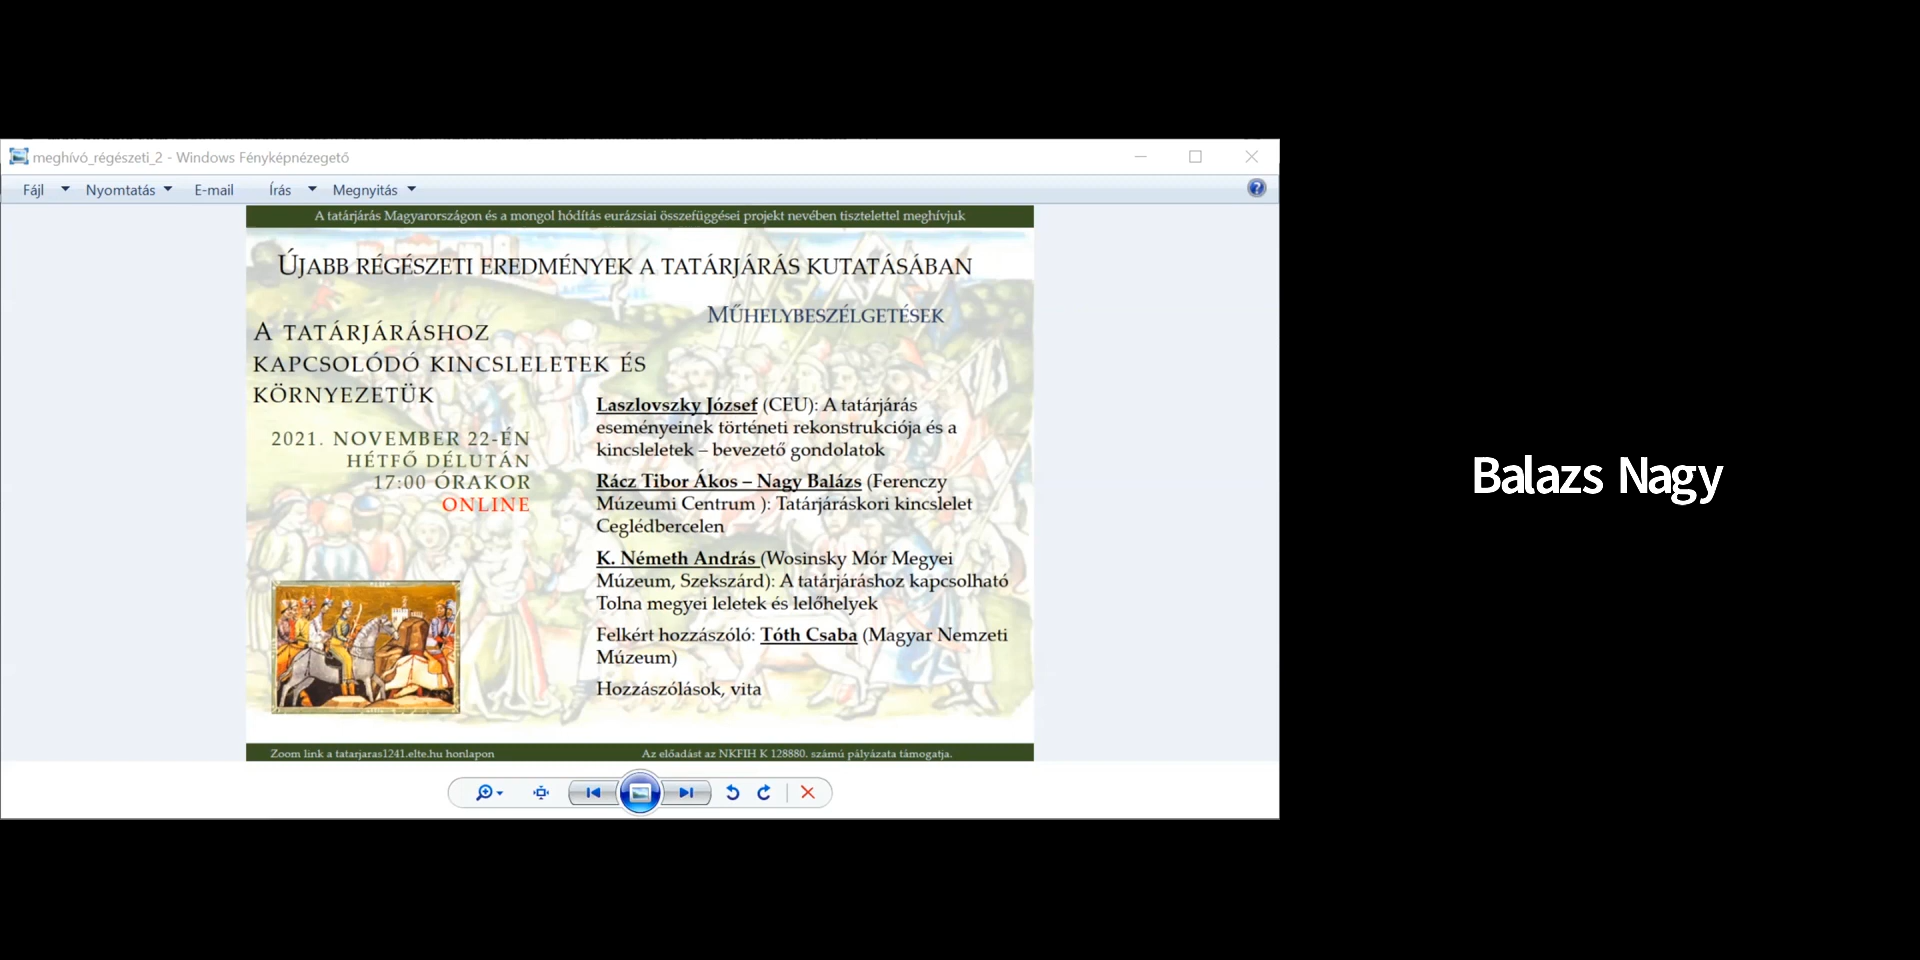 meghívó_régészeti_2 - Windows Fényképnézegető
Fájl Nyomtatás E-mail Írás Megnyitás
A tatárjárás Magyarországon és a mongol hódítás eurázsiai összefüggései projekt nevében tisztelettel meghívjuk
ÚJABB RÉGÉSZETI EREDMÉNYEK A TATÁRJÁRÁS KUTATÁSÁBAN
MŰHELYBESZÉLGETÉSEK
A TATÁRJÁRÁSHOZ
KAPCSOLÓDÓ KINCSLELETEK ÉS
KÖRNYEZETÜK
2021. NOVEMBER 22-ÉN
HÉTFŐ DÉLUTÁN
17:00 ÓRAKOR
ONLINE
Laszlovszky József (CEU): A tatárjárás
eseményeinek történeti rekonstrukciója és a
kincsleletek – bevezető gondolatok
Rácz Tibor Ákos – Nagy Balázs (Ferenczy
Múzeumi Centrum ): Tatárjáráskori kincslelet
Ceglédbercelen
K. Németh András (Wosinsky Mór Megyei
Múzeum, Szekszárd): A tatárjáráshoz kapcsolható
Tolna megyei leletek és lelőhelyek
Felkért hozzászóló: Tóth Csaba (Magyar Nemzeti
Múzeum)
Hozzászólások, vita
Zoom link a tatarjaras1241.elte.hu honlapon
Az előadást az NKFIH K 128880. számú pályázata támogatja.
Balazs Nagy